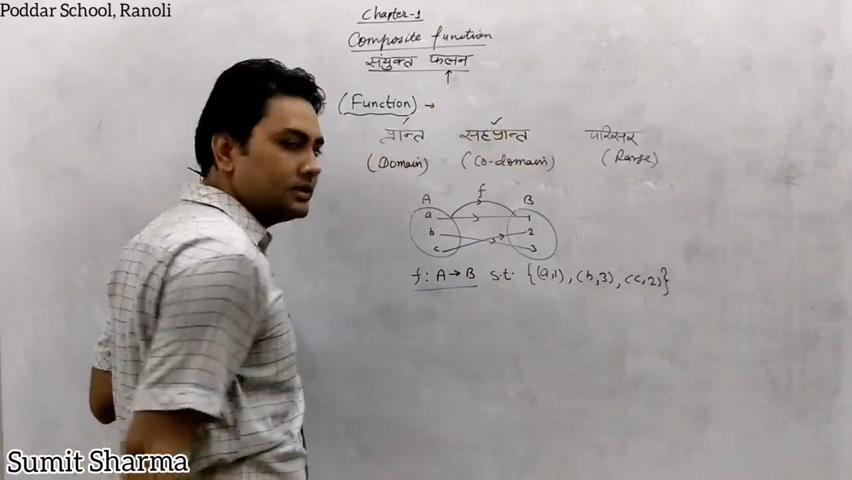 Poddar School, Ranoli
Chapter-1
Composite function
संयुक्त फलन
↑
(Function) →
प्रान्त सहप्रान्त परिसर
(Domain) (Co-domain) (Range)
f
A B
a 1
b 2
c 3
f: A→B s.t. {(a,1), (b,3), (c,2)}
Sumit Sharma